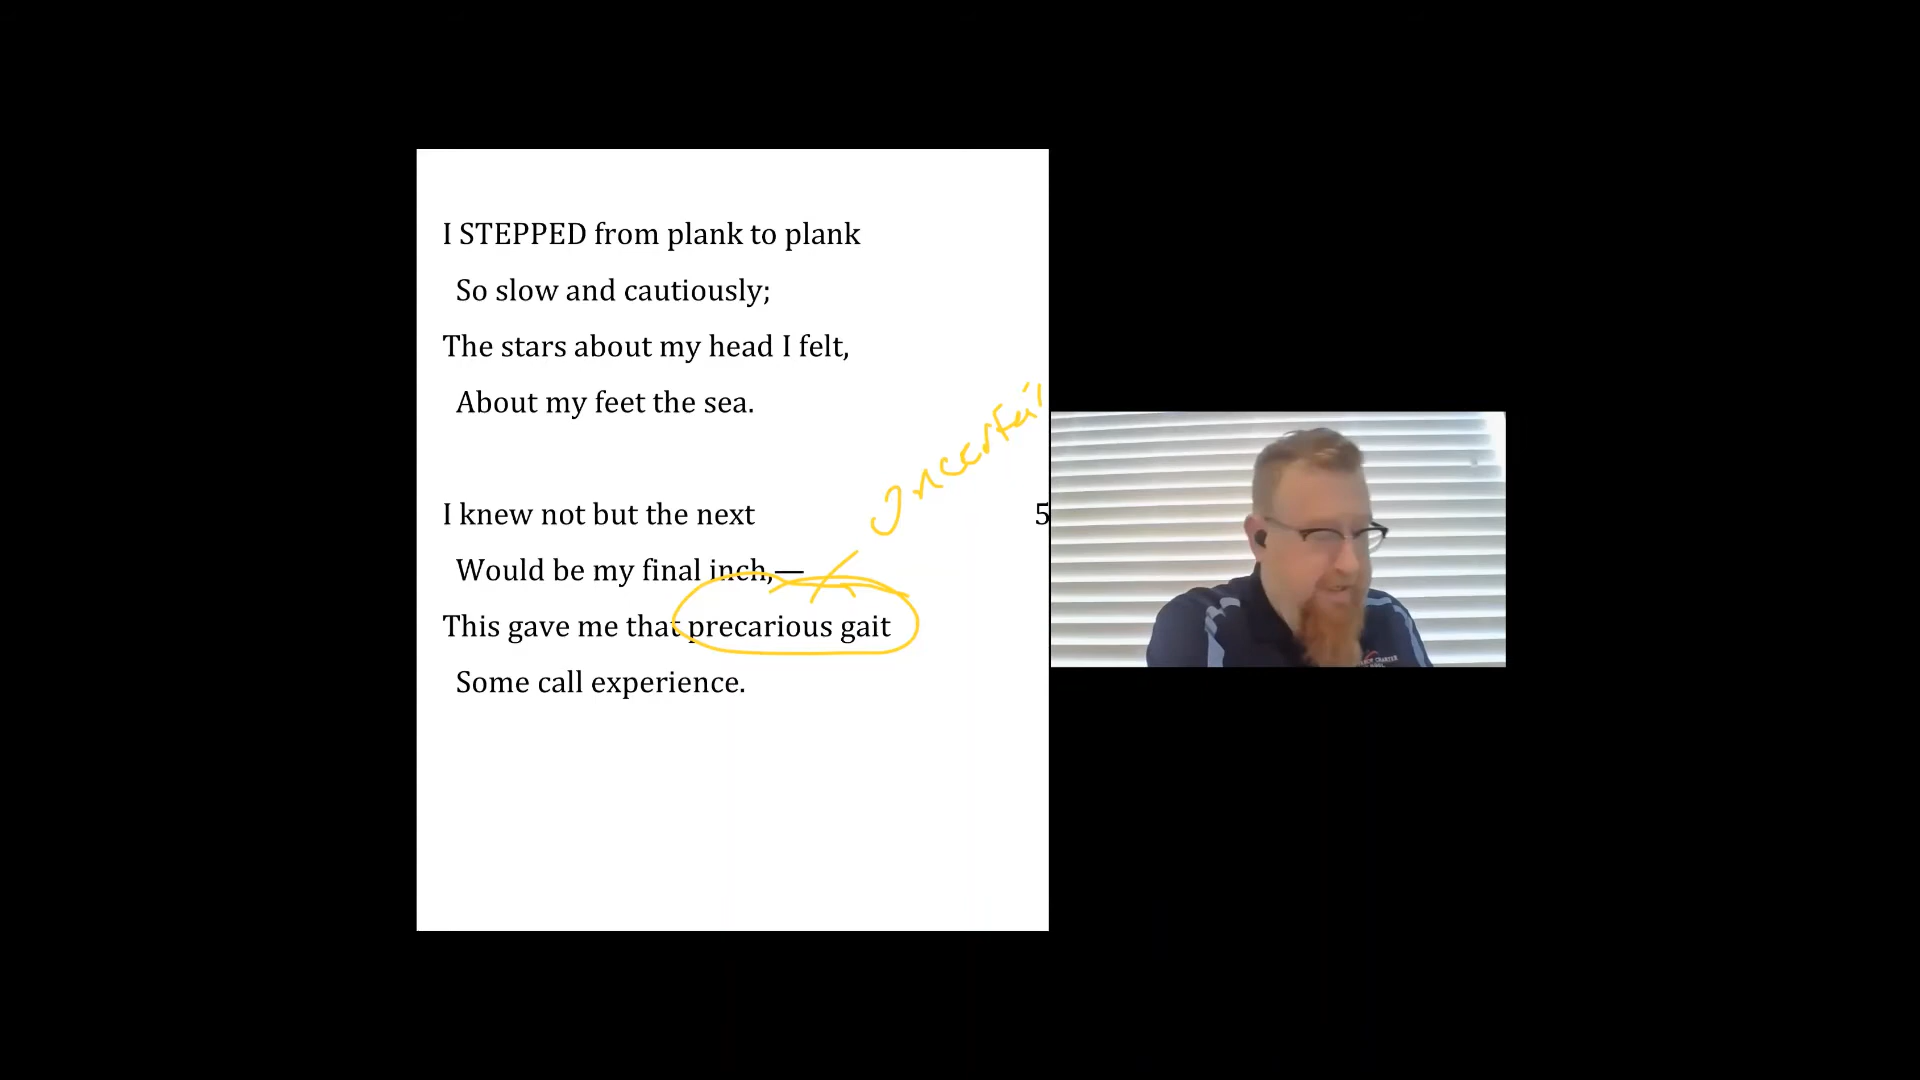 I STEPPED from plank to plank
So slow and cautiously;
The stars about my head I felt,
About my feet the sea.
Uncertai
I knew not but the next 5
Would be my final inch,—
This gave me that precarious gait
Some call experience.
CHARTER